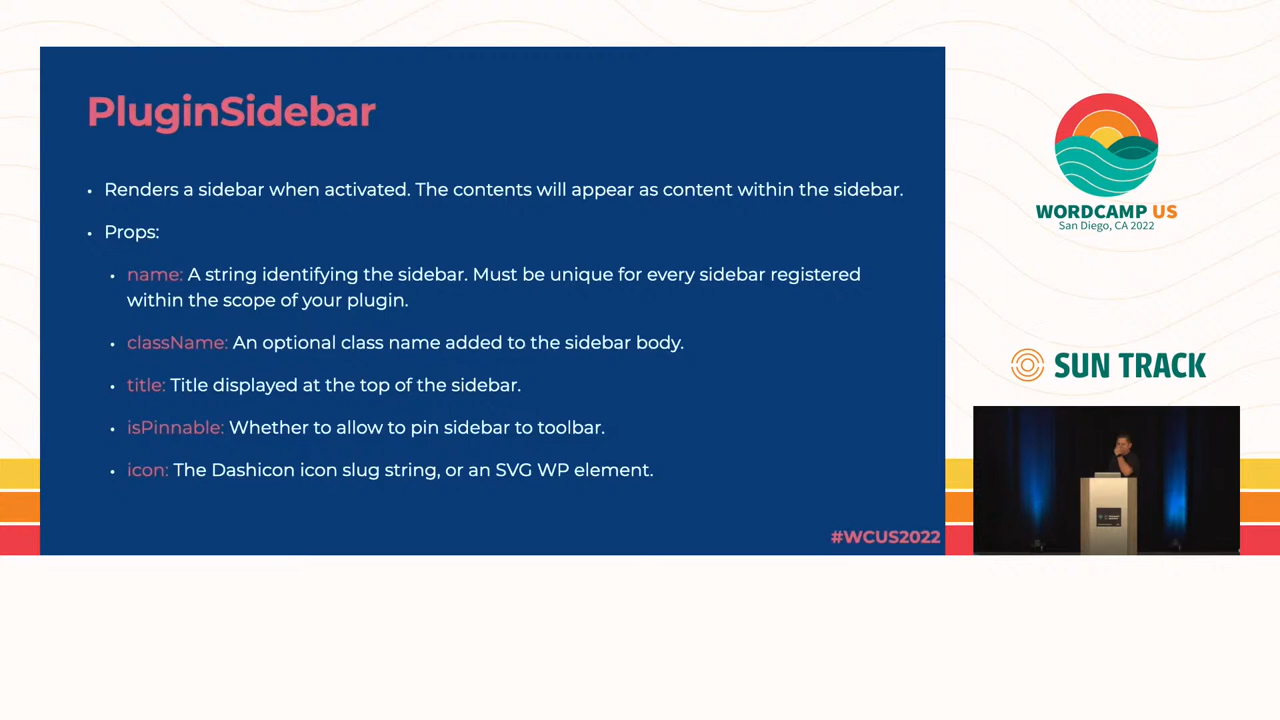 PluginSidebar
• Renders a sidebar when activated. The contents will appear as content within the sidebar.
• Props:
• name: A string identifying the sidebar. Must be unique for every sidebar registered
within the scope of your plugin.
• className: An optional class name added to the sidebar body.
• title: Title displayed at the top of the sidebar.
• isPinnable: Whether to allow to pin sidebar to toolbar.
• icon: The Dashicon icon slug string, or an SVG WP element.
#WCUS2022
WORDCAMP US
San Diego, CA 2022
SUN TRACK